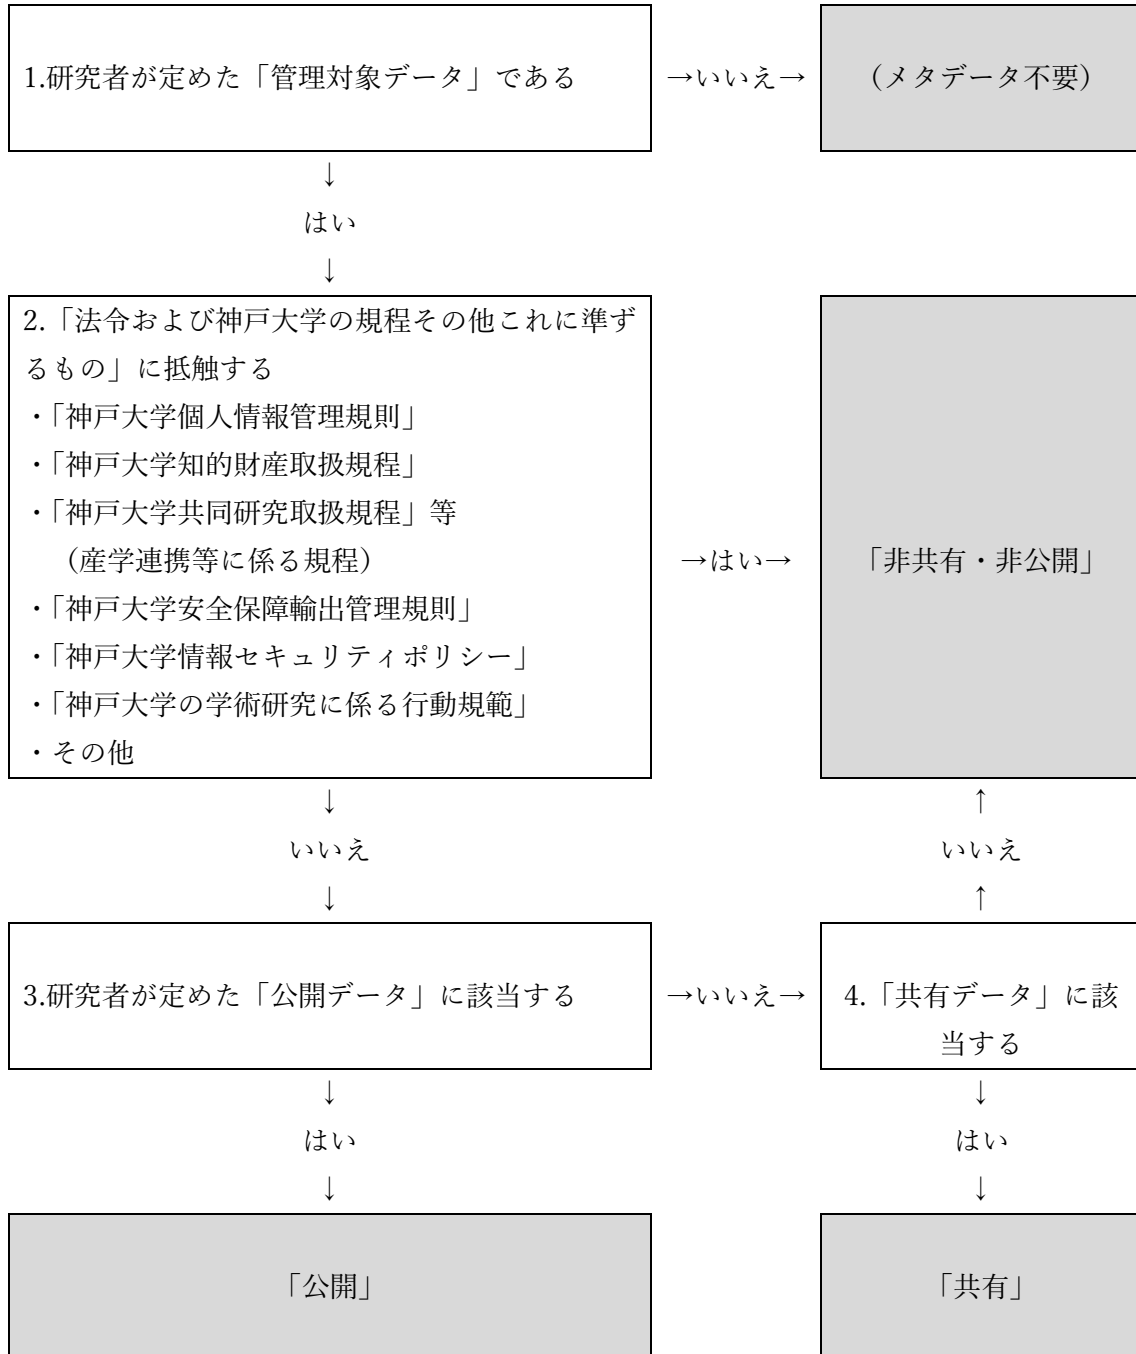 1.研究者が定めた「管理対象データ」である
→いいえ→
（メタデータ不要）
↓
はい
↓
2.「法令および神戸大学の規程その他これに準ず
るもの」に抵触する
・「神戸大学個人情報管理規則」
・「神戸大学知的財産取扱規程」
・「神戸大学共同研究取扱規程」等
（産学連携等に係る規程）
・「神戸大学安全保障輸出管理規則」
・「神戸大学情報セキュリティポリシー」
・「神戸大学の学術研究に係る行動規範」
・その他
→はい→
「非共有・非公開」
↓
いいえ
↓
↑
いいえ
↑
3.研究者が定めた「公開データ」に該当する
→いいえ→
4.「共有データ」に該
当する
↓
はい
↓
↓
はい
↓
「公開」
「共有」